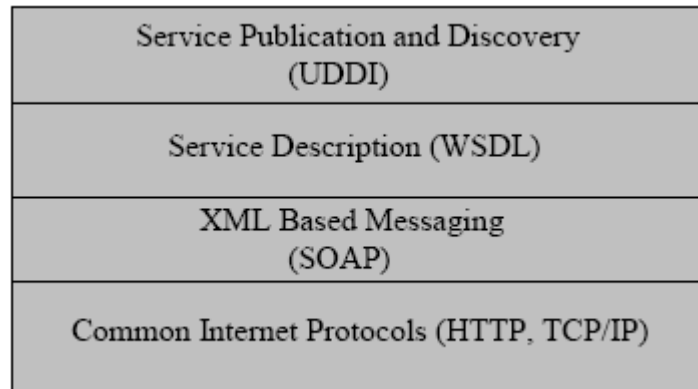 Service Publication and Discovery
(UDDI)
Service Description (WSDL)
XML Based Messaging
(SOAP)
Common Internet Protocols (HTTP, TCP/IP)